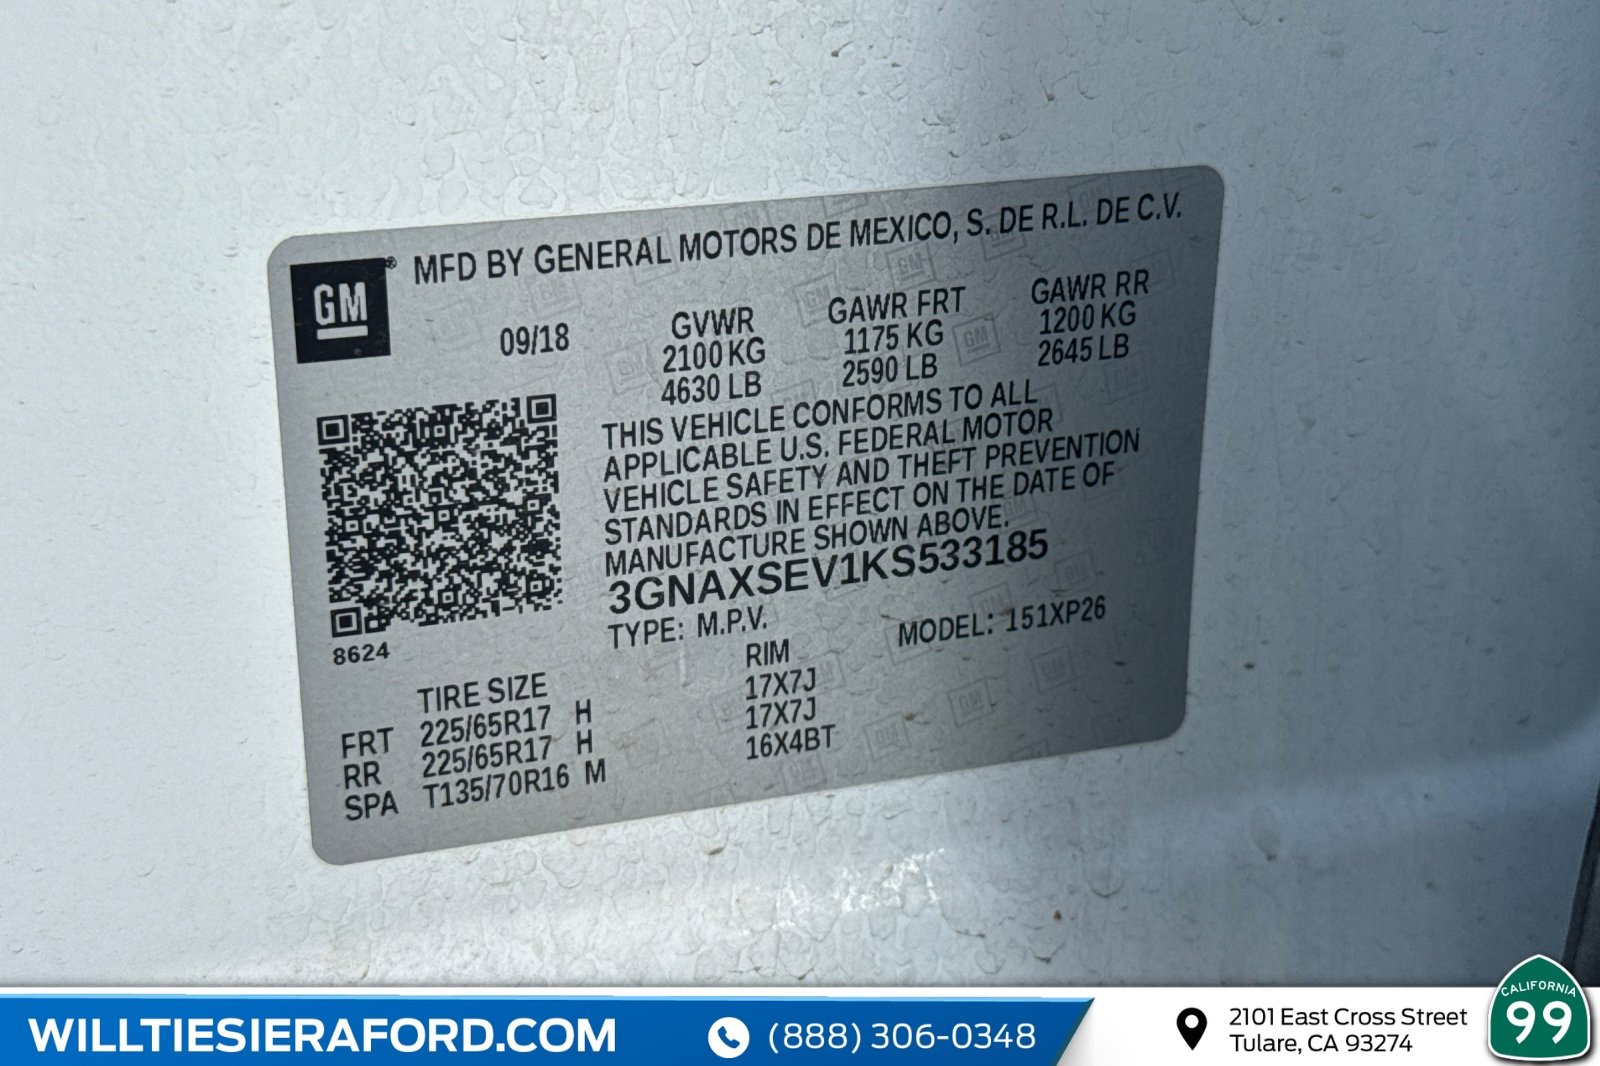 GM® MFD BY GENERAL MOTORS DE MEXICO, S. DE R.L. DE C.V.
09/18 GVWR GAWR FRT GAWR RR
2100 KG 1175 KG 1200 KG
4630 LB 2590 LB 2645 LB
THIS VEHICLE CONFORMS TO ALL
APPLICABLE U.S. FEDERAL MOTOR
VEHICLE SAFETY AND THEFT PREVENTION
STANDARDS IN EFFECT ON THE DATE OF
MANUFACTURE SHOWN ABOVE.
3GNAXSEV1KS533185
TYPE: M.P.V. MODEL: 151XP26
8624
TIRE SIZE RIM
FRT 225/65R17 H 17X7J
RR 225/65R17 H 17X7J
SPA T135/70R16 M 16X4BT
WILLTIESIERAFORD.COM
(888) 306-0348
2101 East Cross Street
Tulare, CA 93274
CALIFORNIA
99